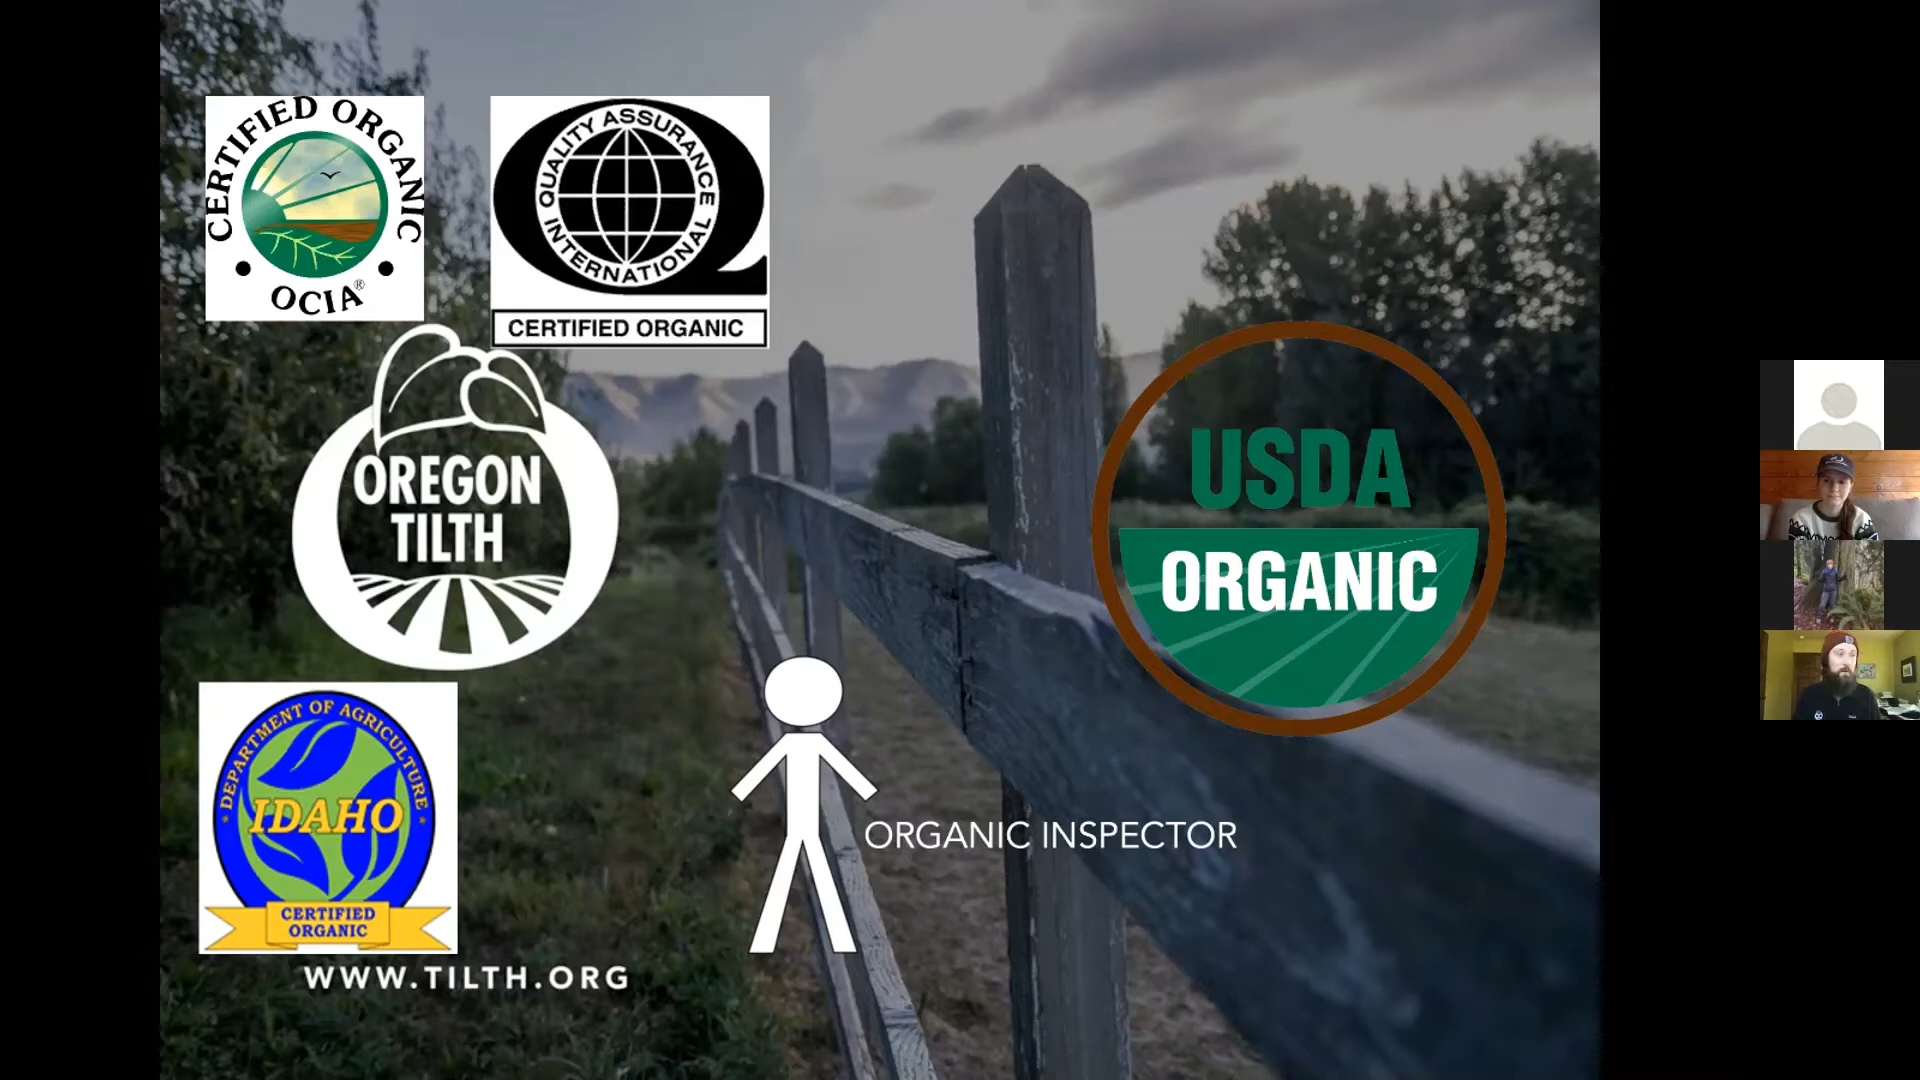 CERTIFIED ORGANIC
OCIA®
QUALITY ASSURANCE
INTERNATIONAL
CERTIFIED ORGANIC
OREGON
TILTH
USDA
ORGANIC
DEPARTMENT OF AGRICULTURE
IDAHO
CERTIFIED
ORGANIC
ORGANIC INSPECTOR
WWW.TILTH.ORG